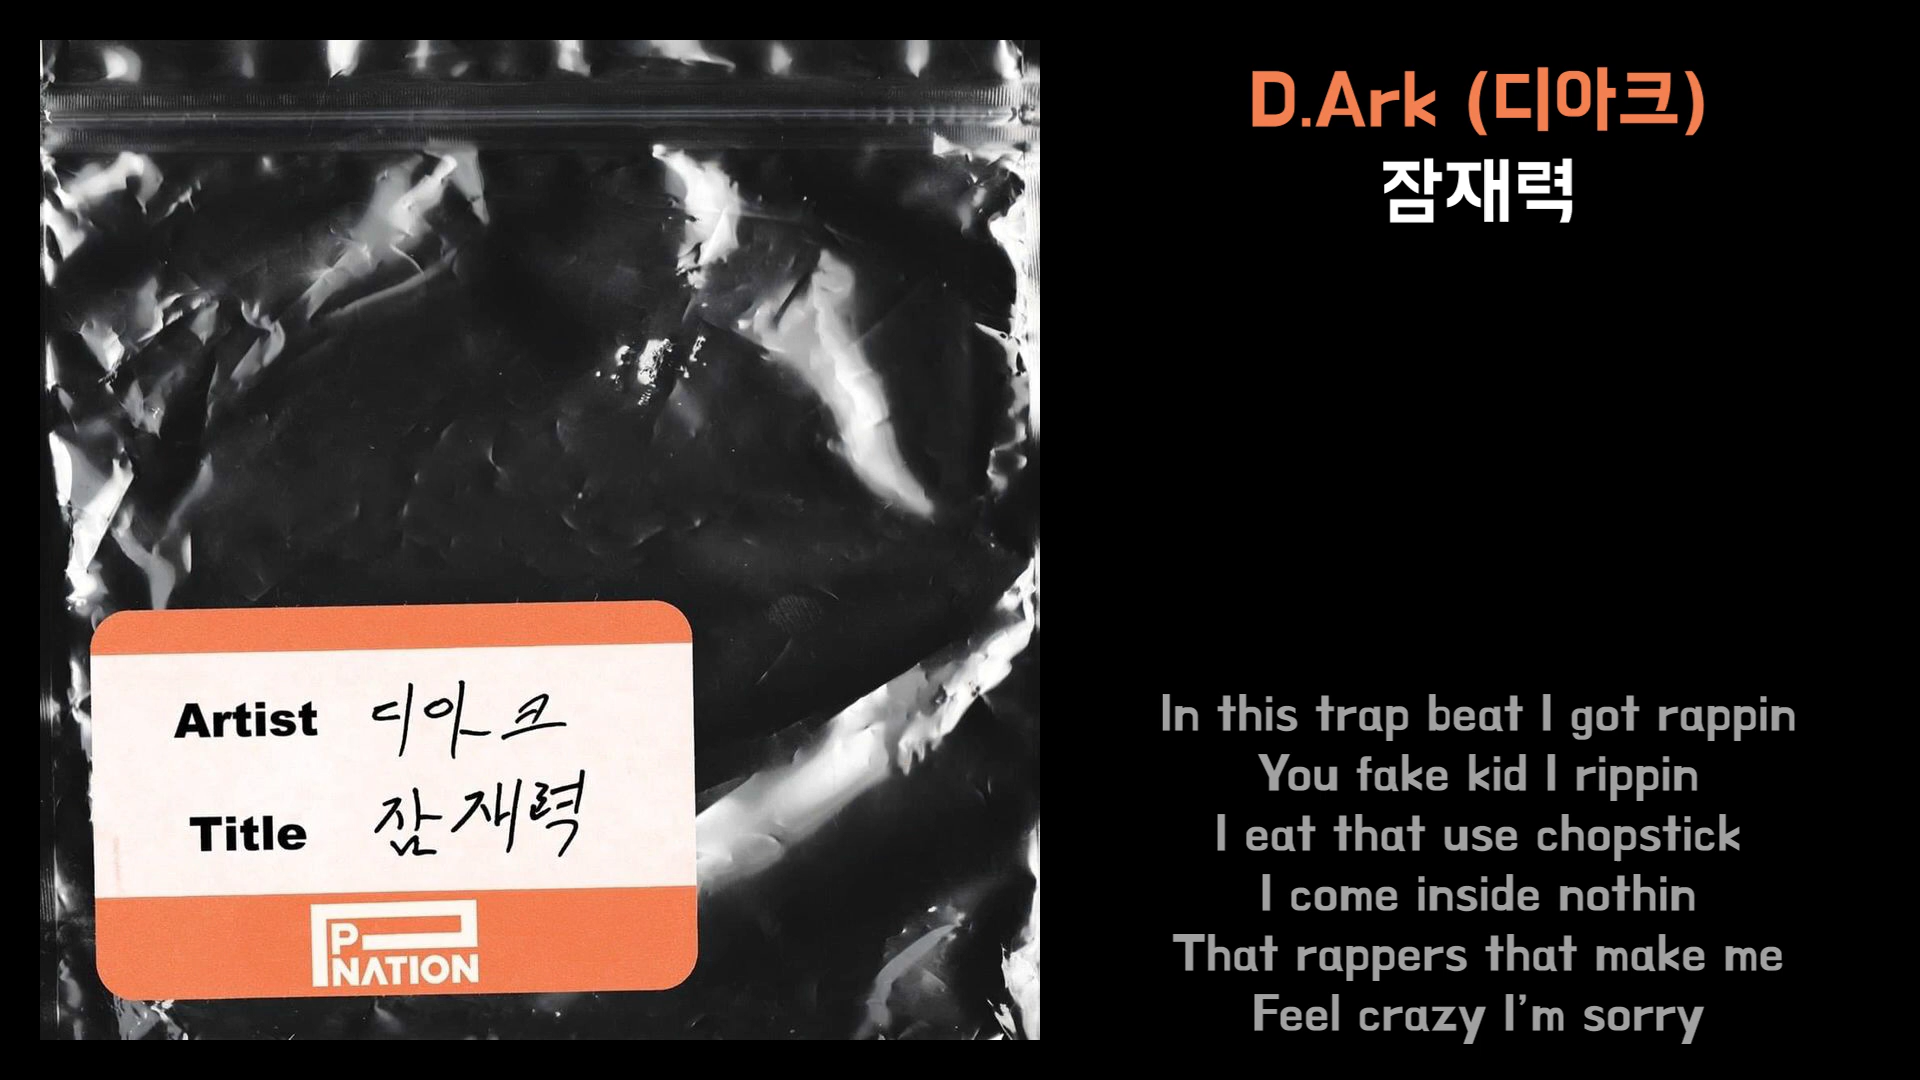 D.Ark (디아크)
잠재력
Artist 디아크
Title 잠재력
P NATION
In this trap beat I got rappin
You fake kid I rippin
I eat that use chopstick
I come inside nothin
That rappers that make me
Feel crazy I'm sorry